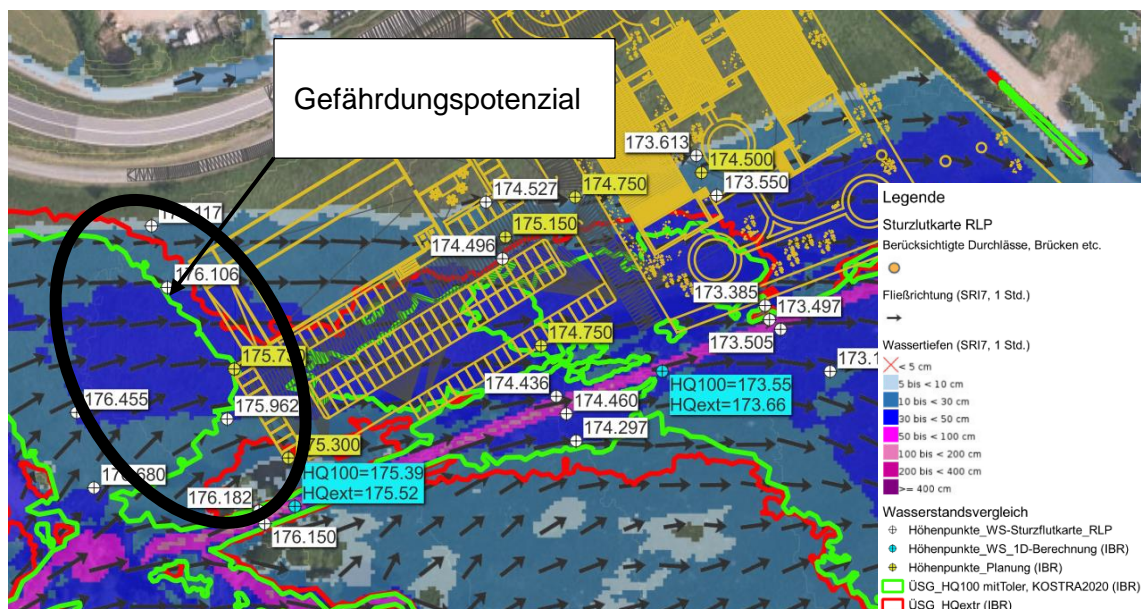 Gefährdungspotenzial
173.613
174.500
173.550
174.527
174.750
175.150
174.496
176.106
173.385
173.497
173.505
174.750
173.1
176.455
175.962
174.436
174.460
174.297
HQ100=173.55
HQext=173.66
175.300
HQ100=175.39
HQext=175.52
176.182
176.150
Legende
Sturzlutkarte RLP
Berücksichtigte Durchlässe, Brücken etc.
Fließrichtung (SRI7, 1 Std.)
Wassertiefen (SRI7, 1 Std.)
< 5 cm
5 bis < 10 cm
10 bis < 30 cm
30 bis < 50 cm
50 bis < 100 cm
100 bis < 200 cm
200 bis < 400 cm
>= 400 cm
Wasserstandsvergleich
Höhenpunkte_WS-Sturzflutkarte_RLP
Höhenpunkte_WS_1D-Berechnung (IBR)
Höhenpunkte_Planung (IBR)
ÜSG_HQ100 mitToler, KOSTRA2020 (IBR)
ÜSG_HQextr (IBR)